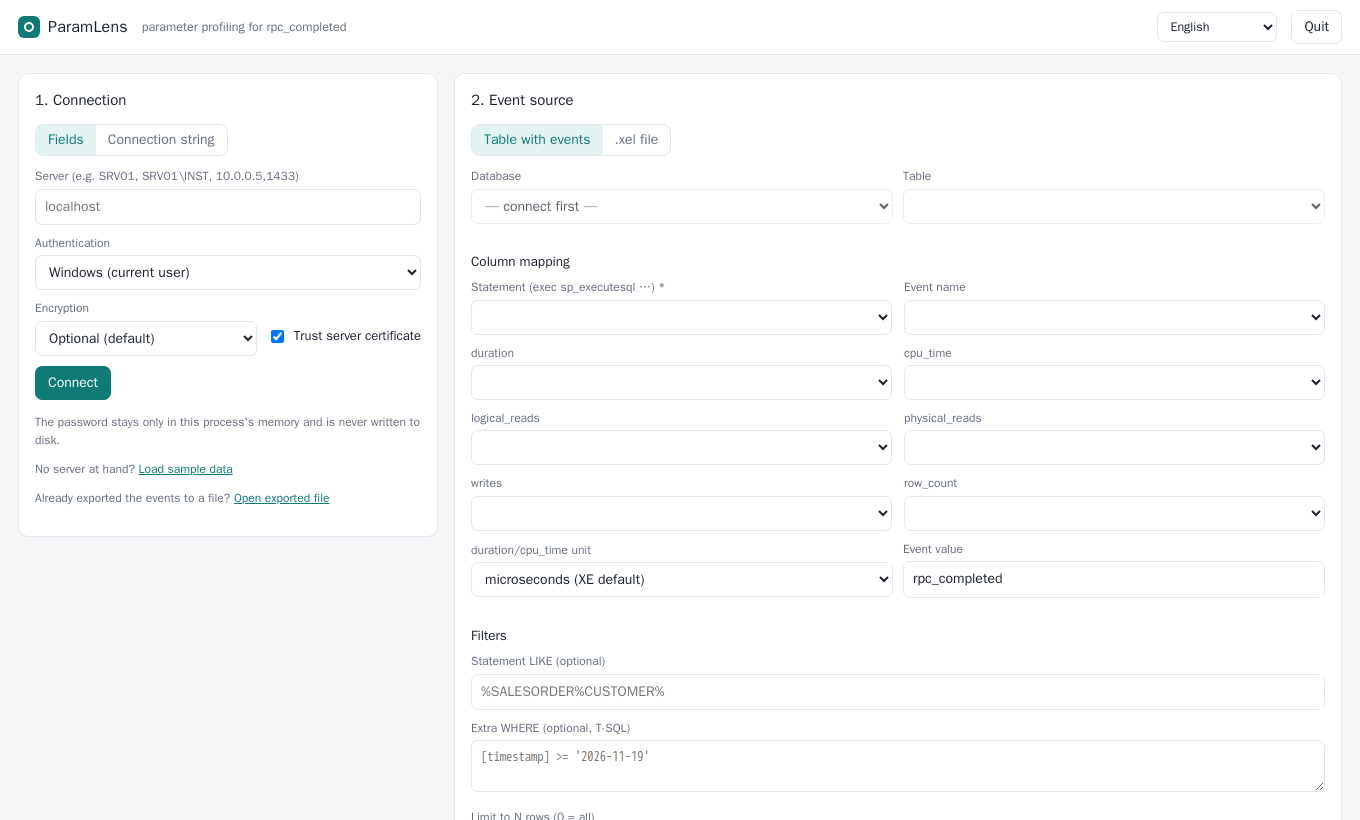 ParamLens parameter profiling for rpc_completed English Quit
1. Connection
Fields Connection string
Server (e.g. SRV01, SRV01\INST, 10.0.0.5,1433)
localhost
Authentication
Windows (current user)
Encryption
Optional (default) Trust server certificate
Connect
The password stays only in this process's memory and is never written to
disk.
No server at hand? Load sample data
Already exported the events to a file? Open exported file
2. Event source
Table with events .xel file
Database Table
— connect first —
Column mapping
Statement (exec sp_executesql ···) * Event name
duration cpu_time
logical_reads physical_reads
writes row_count
duration/cpu_time unit Event value
microseconds (XE default) rpc_completed
Filters
Statement LIKE (optional)
%SALESORDER%CUSTOMER%
Extra WHERE (optional, T-SQL)
[timestamp] >= '2026-11-19'
Limit to N rows (0 = all)